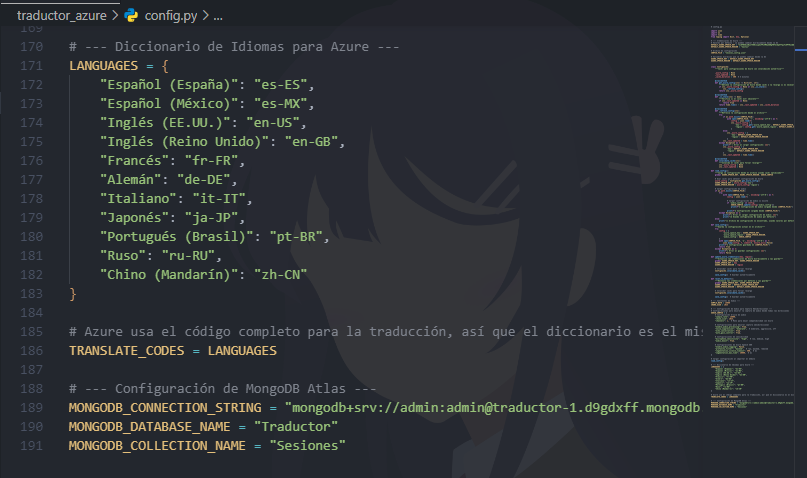 traductor_azure > config.py > ...
169
170 # --- Diccionario de Idiomas para Azure ---
171 LANGUAGES = {
172 "Español (España)": "es-ES",
173 "Español (México)": "es-MX",
174 "Inglés (EE.UU.)": "en-US",
175 "Inglés (Reino Unido)": "en-GB",
176 "Francés": "fr-FR",
177 "Alemán": "de-DE",
178 "Italiano": "it-IT",
179 "Japonés": "ja-JP",
180 "Portugués (Brasil)": "pt-BR",
181 "Ruso": "ru-RU",
182 "Chino (Mandarín)": "zh-CN"
183 }
184
185 # Azure usa el código completo para la traducción, así que el diccionario es el mi
186 TRANSLATE_CODES = LANGUAGES
187
188 # --- Configuración de MongoDB Atlas ---
189 MONGODB_CONNECTION_STRING = "mongodb+srv://admin:admin@traductor-1.d9gdxff.mongodb
190 MONGODB_DATABASE_NAME = "Traductor"
191 MONGODB_COLLECTION_NAME = "Sesiones"